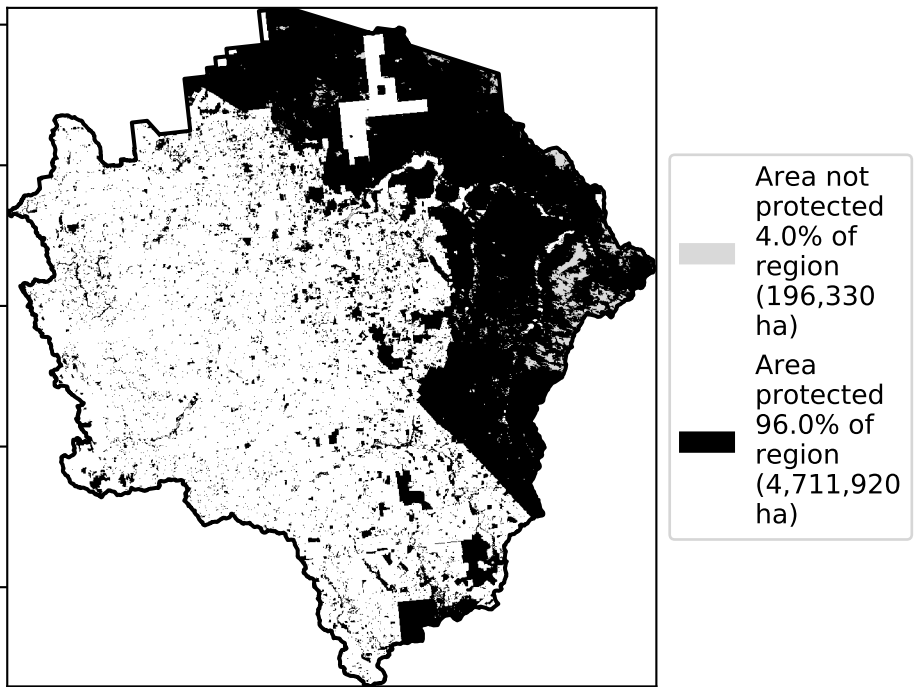 Area not
protected
4.0% of
region
(196,330
ha)
Area
protected
96.0% of
region
(4,711,920
ha)